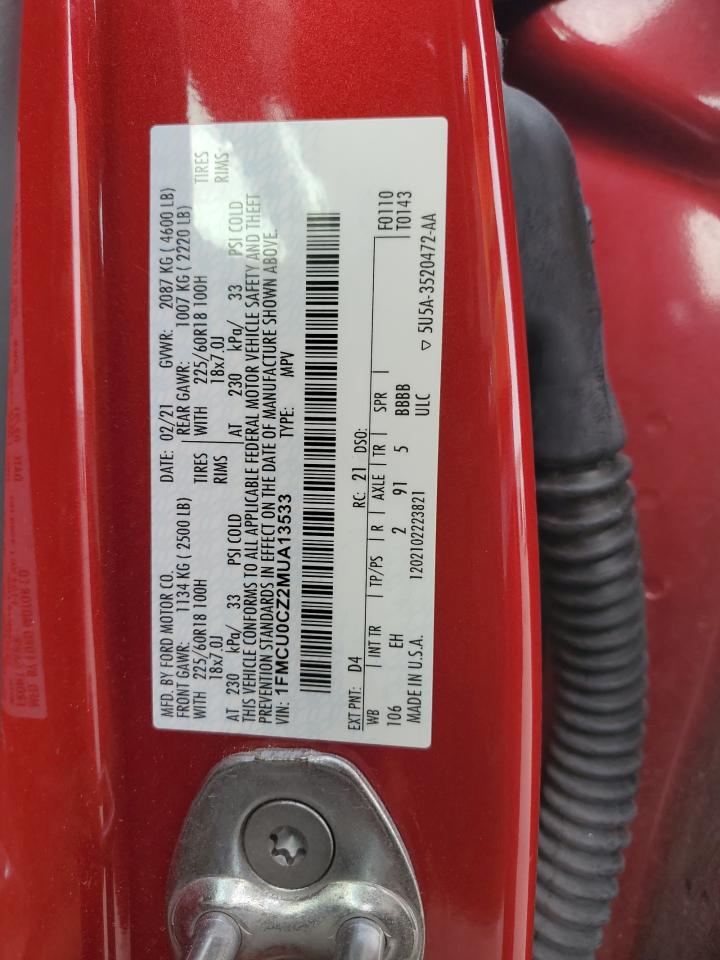 MFD. BY FORD MOTOR CO.
DATE: 02/21 GVWR: 2087 KG ( 4600 LB)
FRONT GAWR: 1134 KG ( 2500 LB)
REAR GAWR: 1007 KG ( 2220 LB)
WITH 225/60R18 100H TIRES
WITH 225/60R18 100H TIRES
18x7.0J RIMS
18x7.0J RIMS
AT 230 kPa/ 33 PSI COLD
AT 230 kPa/ 33 PSI COLD
THIS VEHICLE CONFORMS TO ALL APPLICABLE FEDERAL MOTOR VEHICLE SAFETY AND THEFT
PREVENTION STANDARDS IN EFFECT ON THE DATE OF MANUFACTURE SHOWN ABOVE.
VIN: 1FMCU0CZ2MUA13533 TYPE: MPV
EXT PNT: D4 RC: 21 DSO:
WB INT TR TP/PS R AXLE TR SPR F0110
T0143
106 EH 2 91 5 BBBB
MADE IN U.S.A. 1202102223821 ULC
▽ 5U5A-3520472-AA